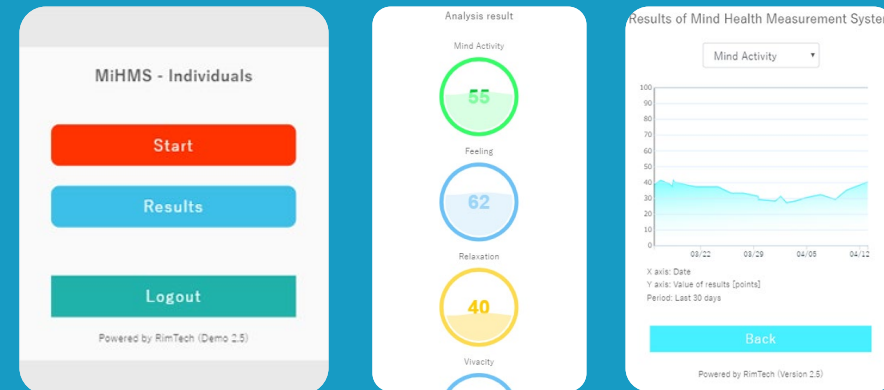 MiHMS - Individuals
Start
Results
Logout
Powered by RimTech (Demo 2.5)
Analysis result
Mind Activity
55
Feeling
62
Relaxation
40
Vivacity
Results of Mind Health Measurement System
Mind Activity
100
90
80
70
60
50
40
30
20
10
0
03/22 03/29 04/05 04/12
X axis: Date
Y axis: Value of results [points]
Period: Last 30 days
Back
Powered by RimTech (Version 2.5)